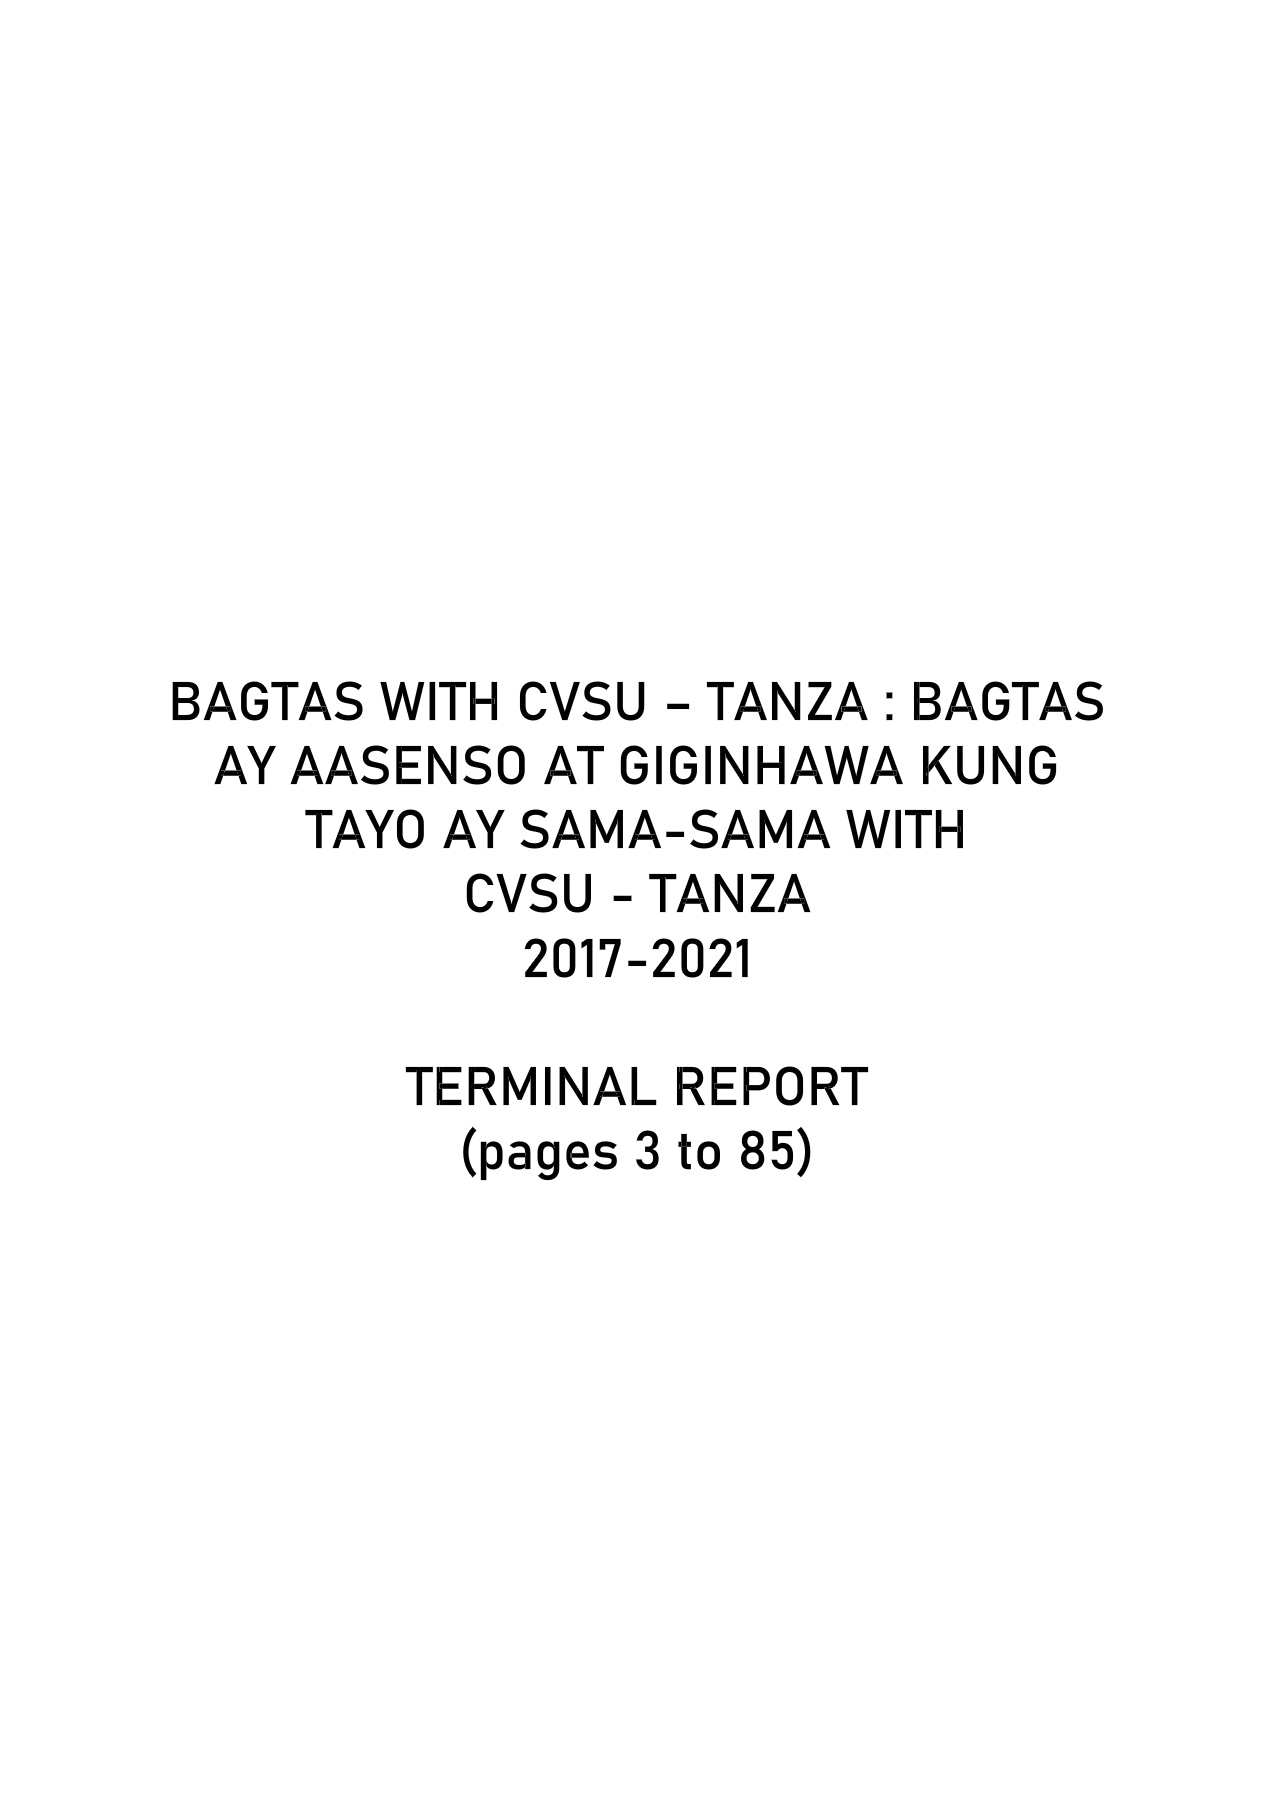 BAGTAS WITH CVSU – TANZA : BAGTAS
AY AASENSO AT GIGINHAWA KUNG
TAYO AY SAMA-SAMA WITH
CVSU - TANZA
2017-2021
TERMINAL REPORT
(pages 3 to 85)